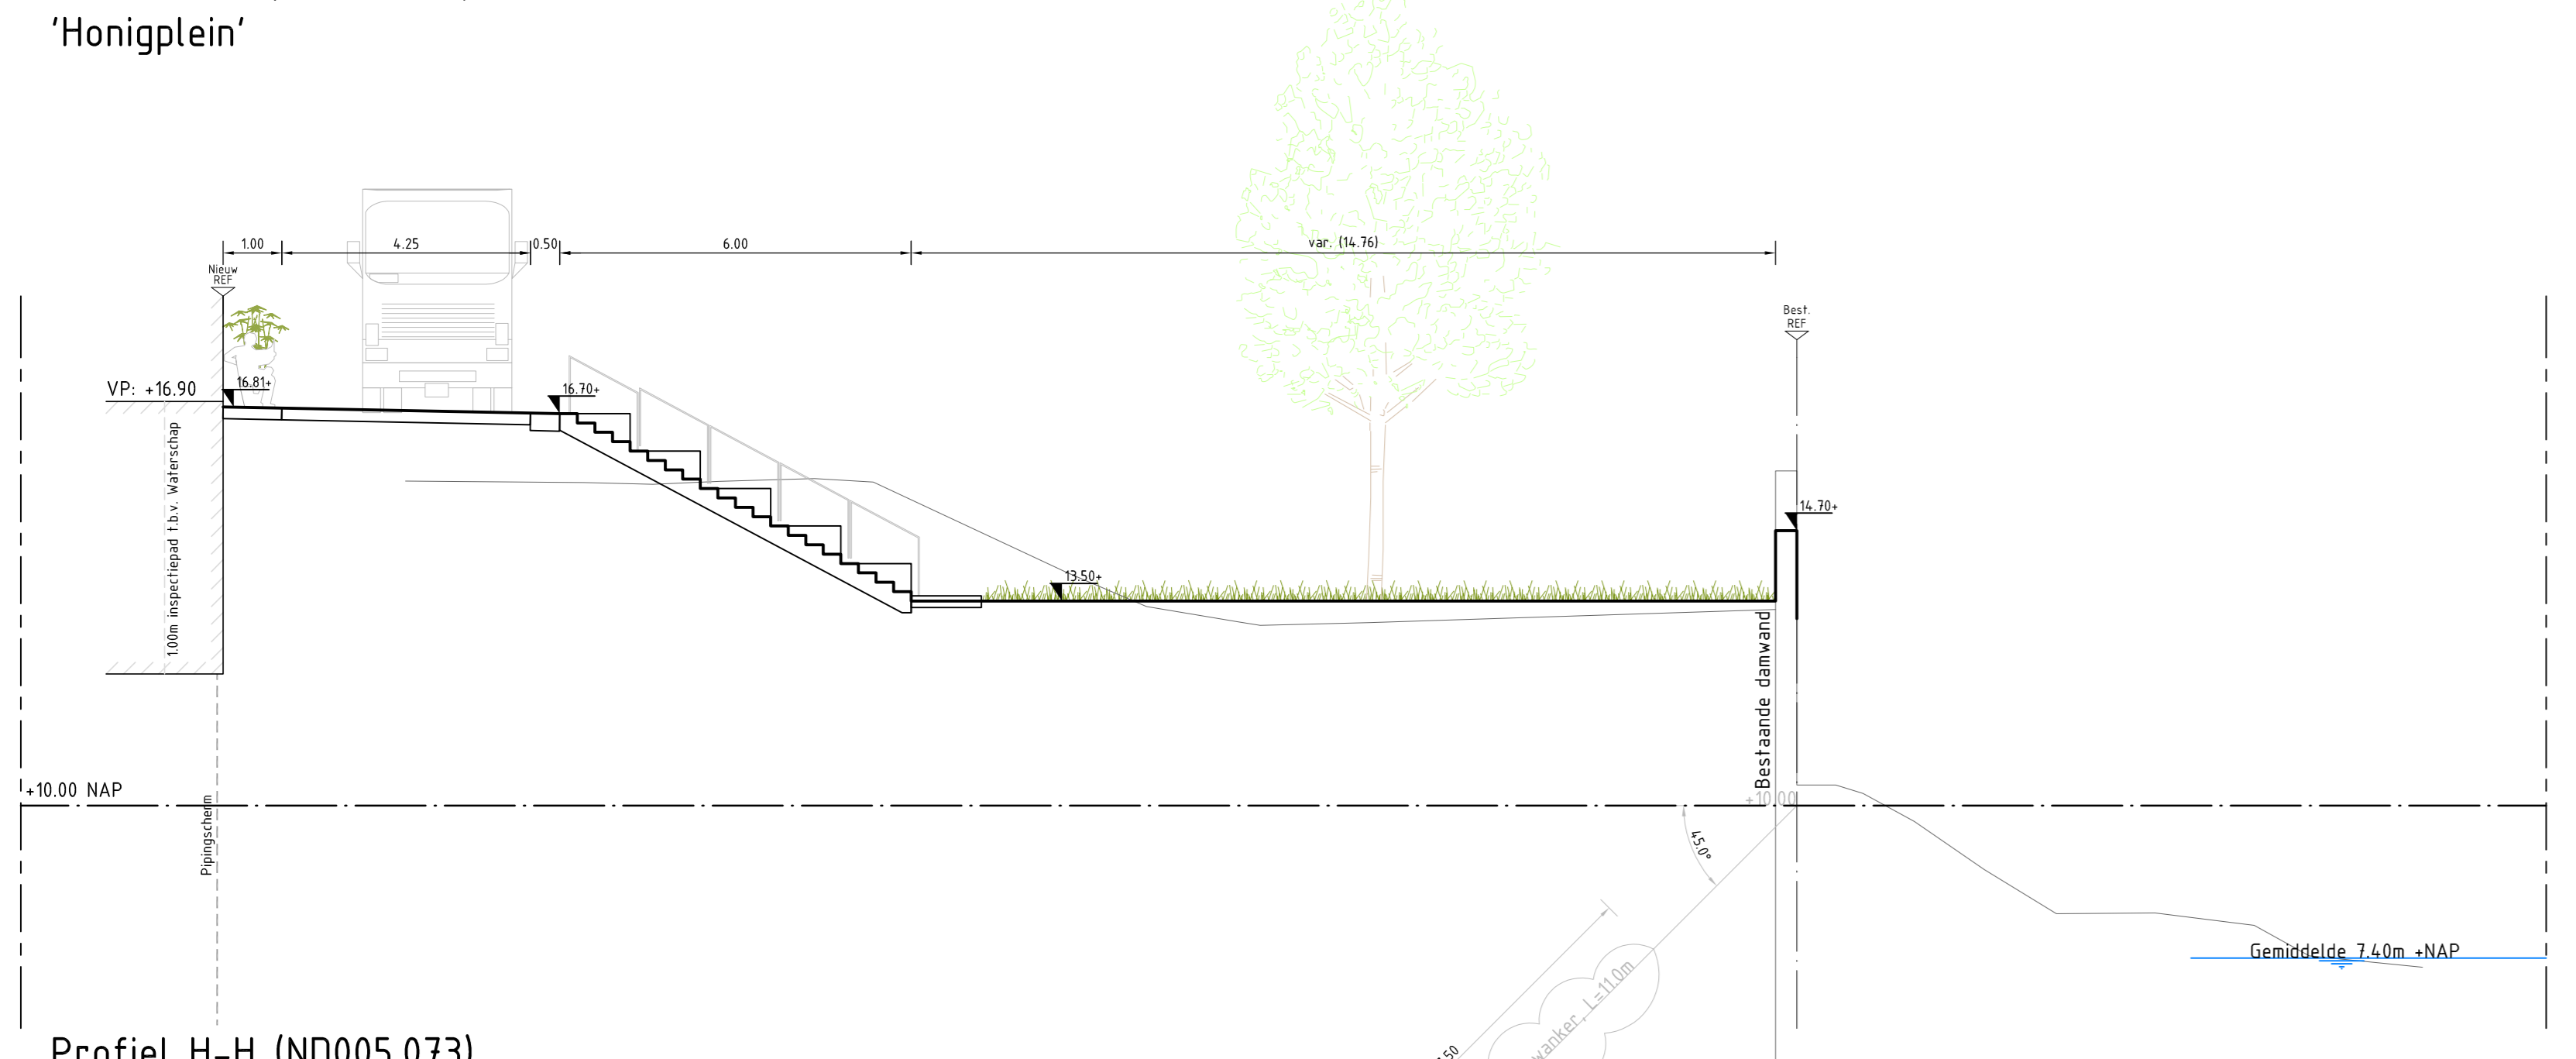 'Honigplein'
1.00
4.25
0.50
6.00
var. (14.76)
Nieuw
REF
Best.
REF
VP: +16.90
16.81+
16.70+
1.00m inspectiepad t.b.v. Waterschap
14.70+
13.50+
Bestaande damwand
+10.00 NAP
+10.00
Pipingscherm
45.0°
Gemiddelde 7.40m +NAP
L=11.0m
Profiel H-H (ND005.073)